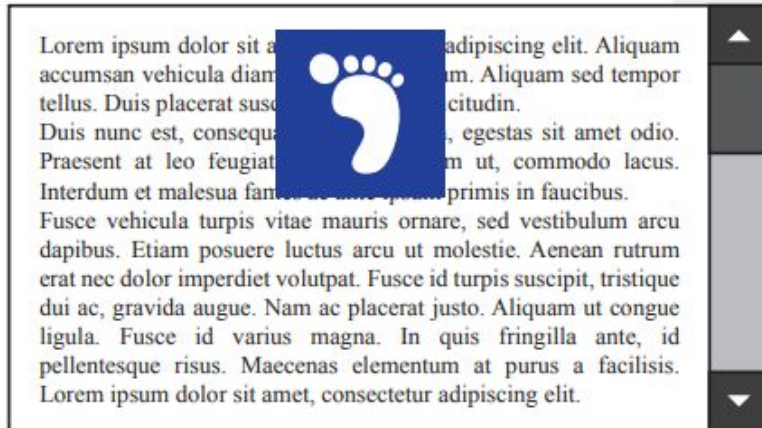 Lorem ipsum dolor sit a adipiscing elit. Aliquam
accumsan vehicula diam m. Aliquam sed tempor
tellus. Duis placerat susc citudin.
Duis nunc est, consequa , egestas sit amet odio.
Praesent at leo feugiat m ut, commodo lacus.
Interdum et malesua fam primis in faucibus.
Fusce vehicula turpis vitae mauris ornare, sed vestibulum arcu
dapibus. Etiam posuere luctus arcu ut molestie. Aenean rutrum
erat nec dolor imperdiet volutpat. Fusce id turpis suscipit, tristique
dui ac, gravida augue. Nam ac placerat justo. Aliquam ut congue
ligula. Fusce id varius magna. In quis fringilla ante, id
pellentesque risus. Maecenas elementum at purus a facilisis.
Lorem ipsum dolor sit amet, consectetur adipiscing elit.